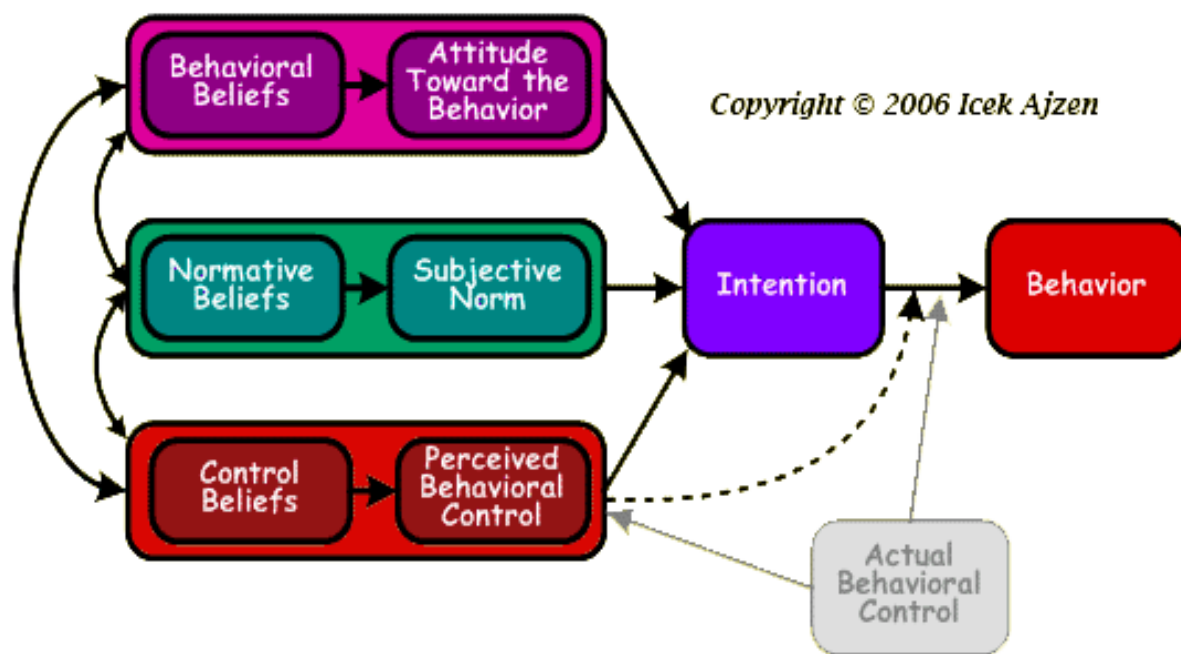 Behavioral
Beliefs
Attitude
Toward the
Behavior
Copyright © 2006 Icek Ajzen
Normative
Beliefs
Subjective
Norm
Intention
Behavior
Control
Beliefs
Perceived
Behavioral
Control
Actual
Behavioral
Control